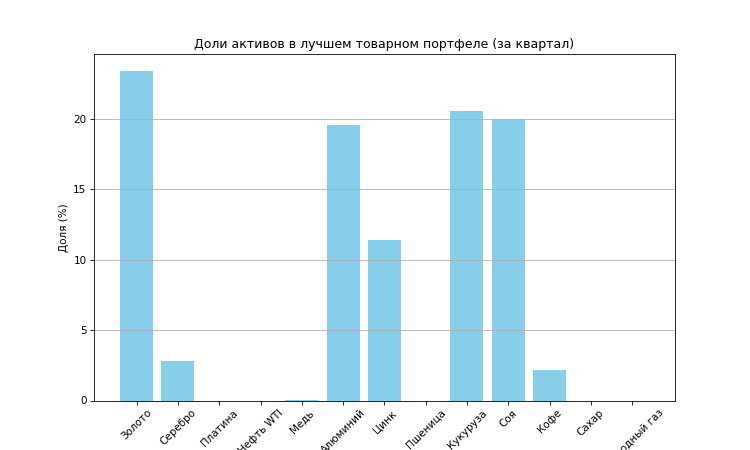 Доли активов в лучшем товарном портфеле (за квартал)
Доля (%)
20
15
10
5
0
Золото
Серебро
Платина
Нефть WTI
Медь
Алюминий
Цинк
Пшеница
Кукуруза
Соя
Кофе
Сахар
газ